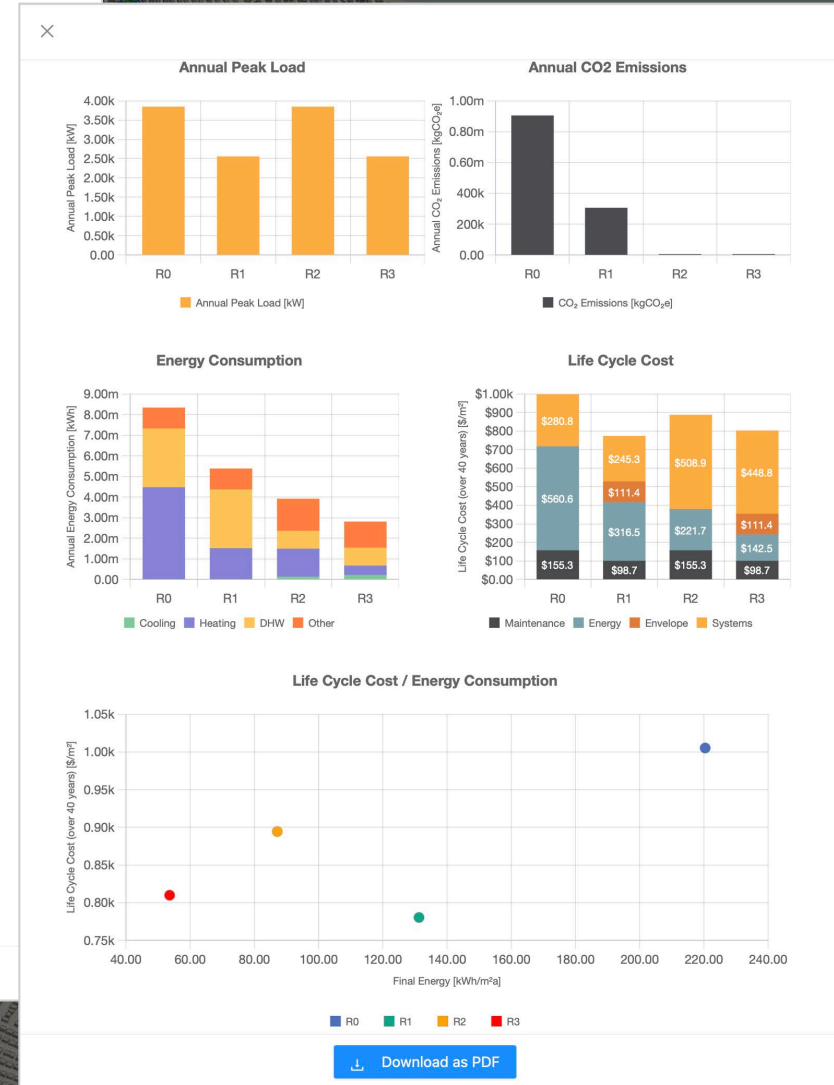 Annual Peak Load
Annual Peak Load [kW]
4.00k
3.50k
3.00k
2.50k
2.00k
1.50k
1.00k
0.50k
0.00
R0 R1 R2 R3
Annual Peak Load [kW]
Annual CO2 Emissions
Annual CO₂ Emissions [kgCO₂e]
1.00m
0.80m
0.60m
400k
200k
0.00
R0 R1 R2 R3
CO₂ Emissions [kgCO₂e]
Energy Consumption
Annual Energy Consumption [kWh]
9.00m
8.00m
7.00m
6.00m
5.00m
4.00m
3.00m
2.00m
1.00m
0.00
R0 R1 R2 R3
Cooling Heating DHW Other
Life Cycle Cost
Life Cycle Cost (over 40 years) [$/m²]
$1.00k
$900
$800
$700
$600
$500
$400
$300
$200
$100
$0.00
$280.8
$560.6
$155.3
$245.3
$111.4
$316.5
$98.7
$508.9
$221.7
$155.3
$448.8
$111.4
$142.5
$98.7
R0 R1 R2 R3
Maintenance Energy Envelope Systems
Life Cycle Cost / Energy Consumption
Life Cycle Cost (over 40 years) [$/m²]
1.05k
1.00k
0.95k
0.90k
0.85k
0.80k
0.75k
40.00 60.00 80.00 100.00 120.00 140.00 160.00 180.00 200.00 220.00 240.00
Final Energy [kWh/m²a]
R0 R1 R2 R3
Download as PDF